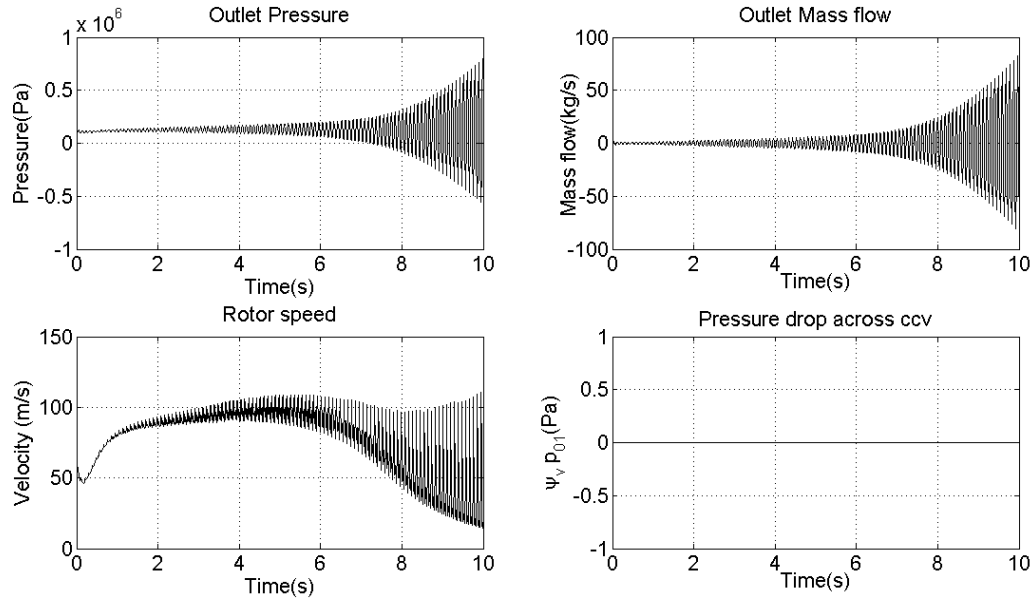 Outlet Pressure
x 10^6
1
0.5
0
-0.5
-1
Pressure(Pa)
0 2 4 6 8 10
Time(s)
Outlet Mass flow
100
50
0
-50
-100
Mass flow(kg/s)
0 2 4 6 8 10
Time(s)
Rotor speed
150
100
50
0
Velocity (m/s)
0 2 4 6 8 10
Time(s)
Pressure drop across ccv
1
0.5
0
-0.5
-1
Ψv p01(Pa)
0 2 4 6 8 10
Time(s)